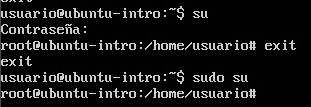 exit
usuario@ubuntu-intro:~$ su
Contraseña:
root@ubuntu-intro:/home/usuario# exit
exit
usuario@ubuntu-intro:~$ sudo su
root@ubuntu-intro:/home/usuario#